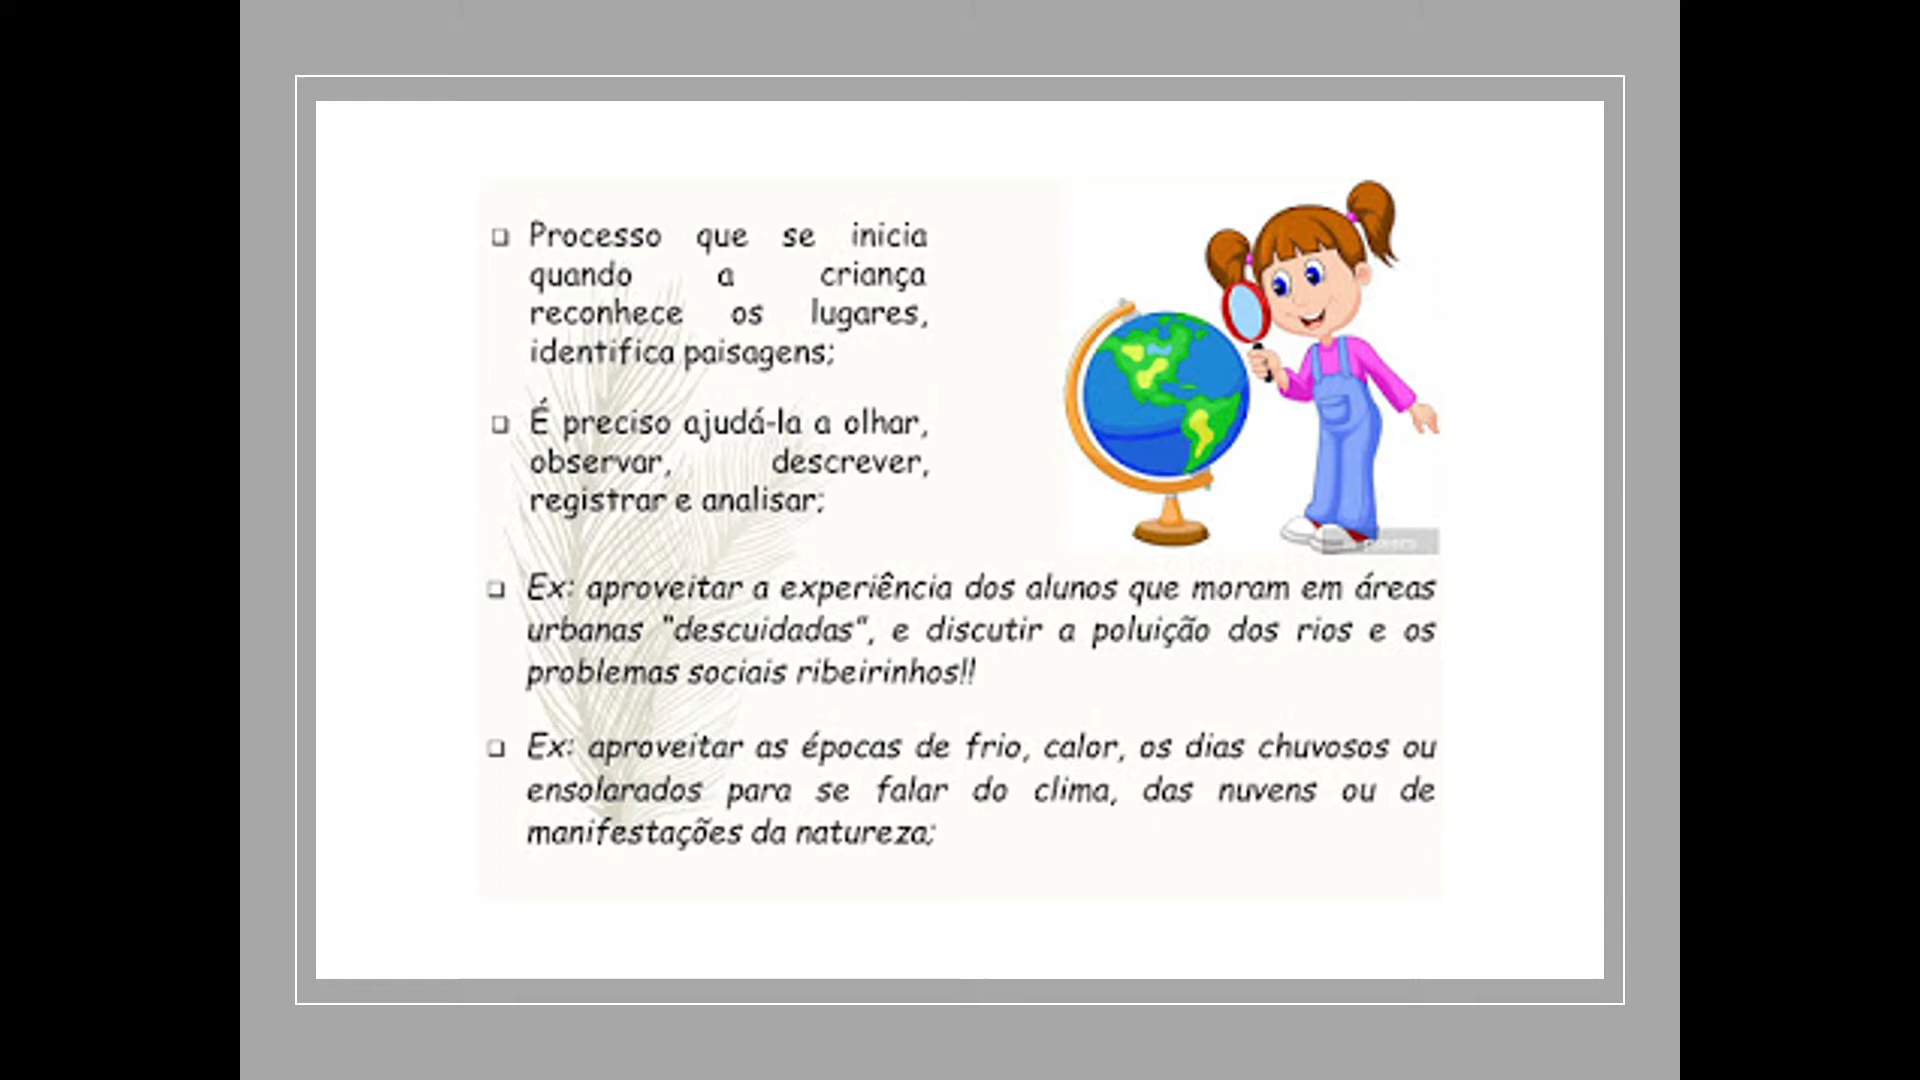 Processo que se inicia
quando a criança
reconhece os lugares,
identifica paisagens;
É preciso ajudá-la a olhar,
observar, descrever,
registrar e analisar;
Ex: aproveitar a experiência dos alunos que moram em áreas
urbanas "descuidadas", e discutir a poluição dos rios e os
problemas sociais ribeirinhos!!
Ex: aproveitar as épocas de frio, calor, os dias chuvosos ou
ensolarados para se falar do clima, das nuvens ou de
manifestações da natureza;